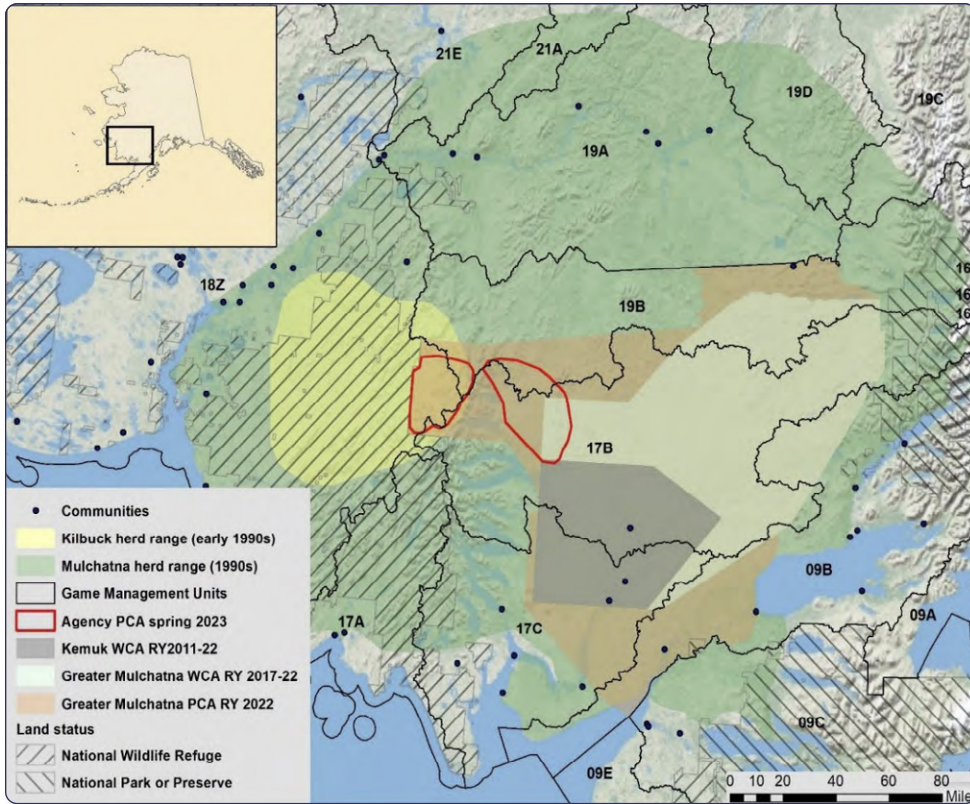 21E
21A
19D
19C
19A
18Z
16
16
16
19B
17B
09B
17A
17C
09A
09C
09E
Communities
Kilbuck herd range (early 1990s)
Mulchatna herd range (1990s)
Game Management Units
Agency PCA spring 2023
Kemuk WCA RY2011-22
Greater Mulchatna WCA RY 2017-22
Greater Mulchatna PCA RY 2022
Land status
National Wildlife Refuge
National Park or Preserve
0 10 20 40 60 80
Mile